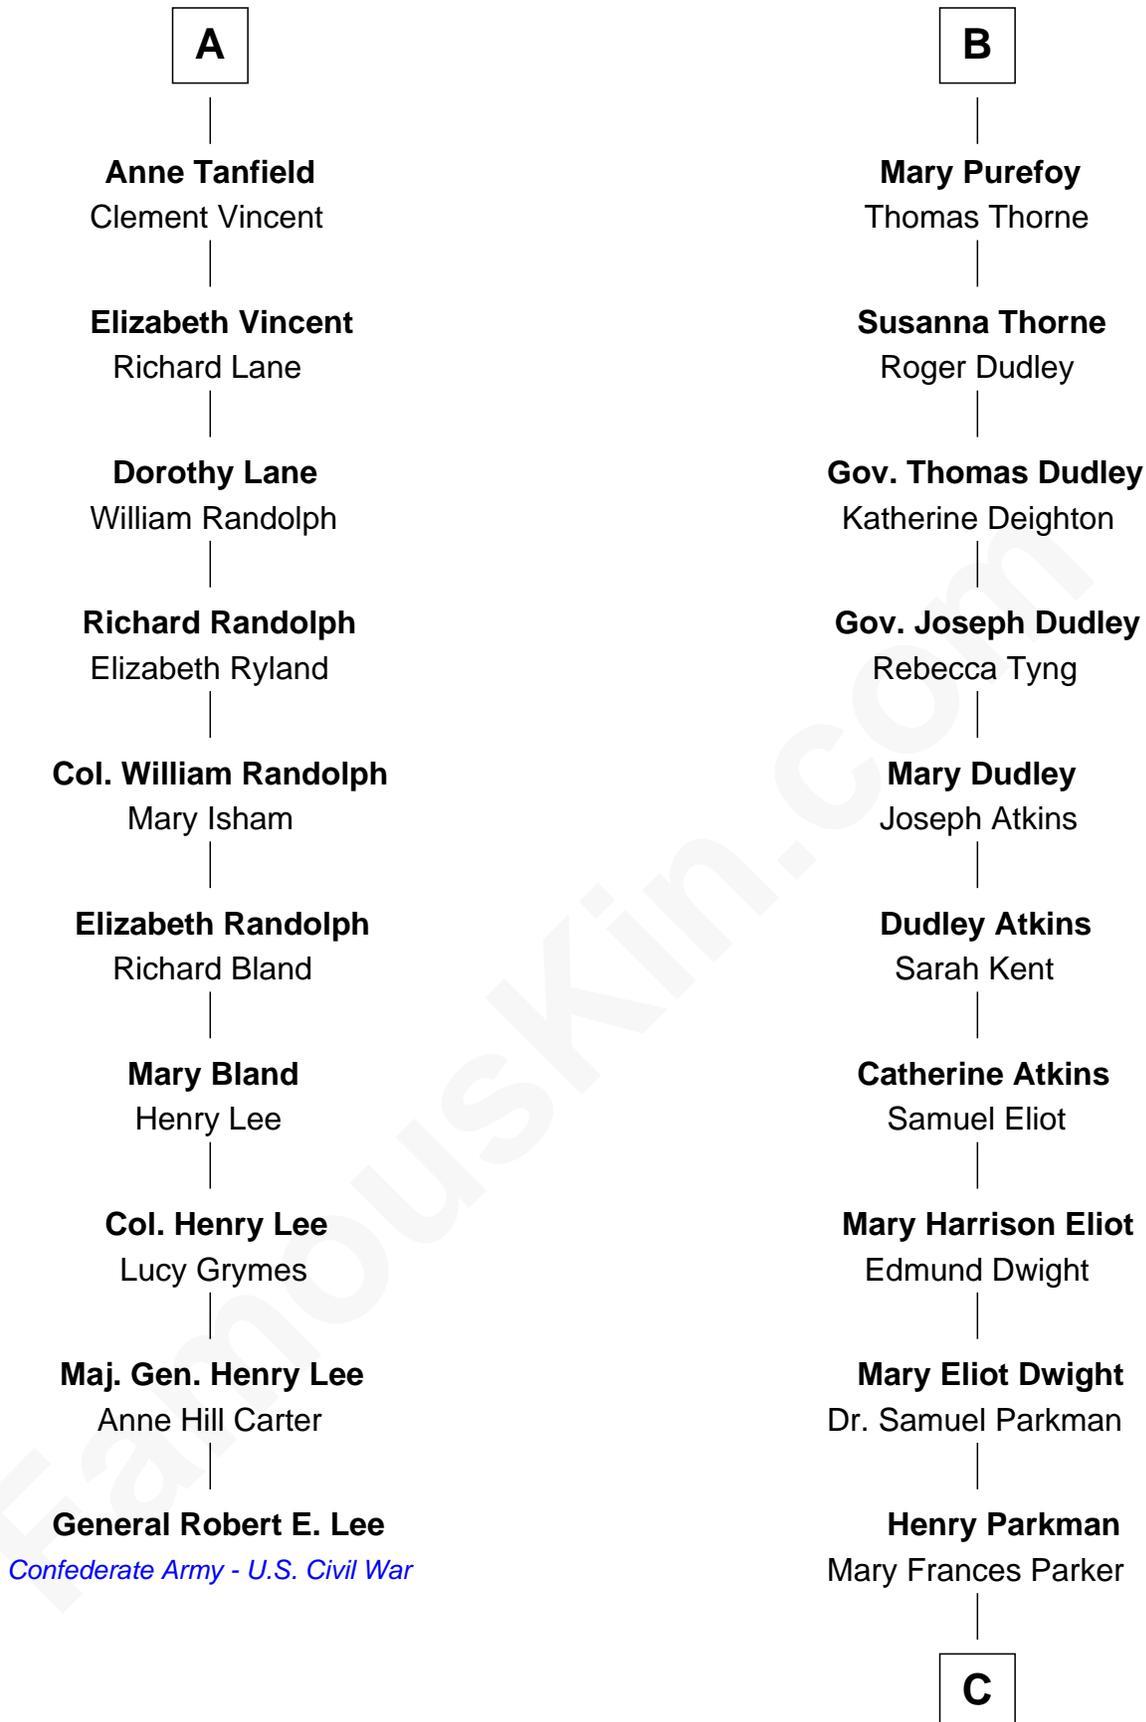 A
Anne Tanfield
Clement Vincent
Elizabeth Vincent
Richard Lane
Dorothy Lane
William Randolph
Richard Randolph
Elizabeth Ryland
Col. William Randolph
Mary Isham
Elizabeth Randolph
Richard Bland
Mary Bland
Henry Lee
Col. Henry Lee
Lucy Grymes
Maj. Gen. Henry Lee
Anne Hill Carter
General Robert E. Lee
Confederate Army - U.S. Civil War
B
Mary Purefoy
Thomas Thorne
Susanna Thorne
Roger Dudley
Gov. Thomas Dudley
Katherine Deighton
Gov. Joseph Dudley
Rebecca Tyng
Mary Dudley
Joseph Atkins
Dudley Atkins
Sarah Kent
Catherine Atkins
Samuel Eliot
Mary Harrison Eliot
Edmund Dwight
Mary Eliot Dwight
Dr. Samuel Parkman
Henry Parkman
Mary Frances Parker
C
FamousKin.com